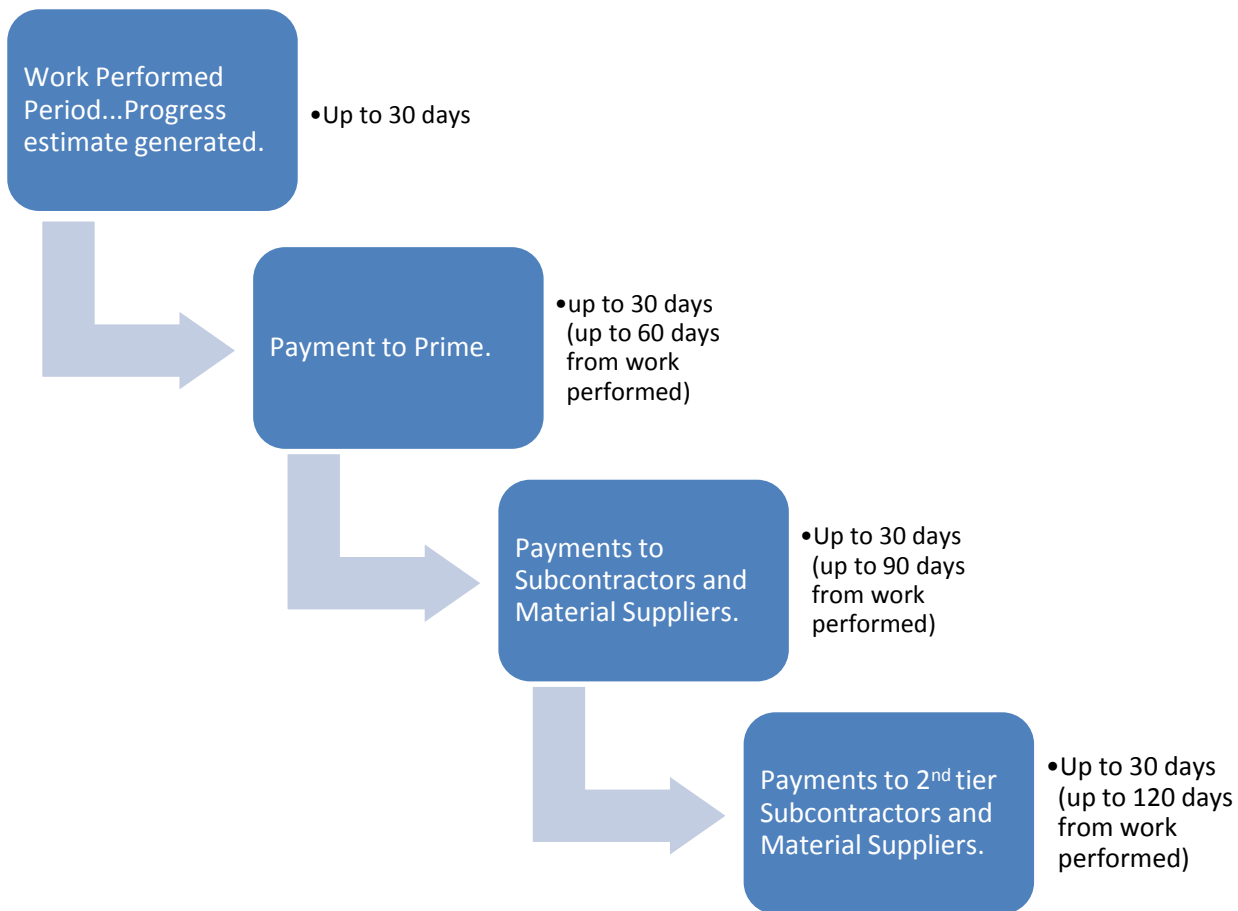 Work Performed
Period...Progress
estimate generated.
•Up to 30 days
Payment to Prime.
•up to 30 days
(up to 60 days
from work
performed)
Payments to
Subcontractors and
Material Suppliers.
•Up to 30 days
(up to 90 days
from work
performed)
Payments to 2nd tier
Subcontractors and
Material Suppliers.
•Up to 30 days
(up to 120 days
from work
performed)